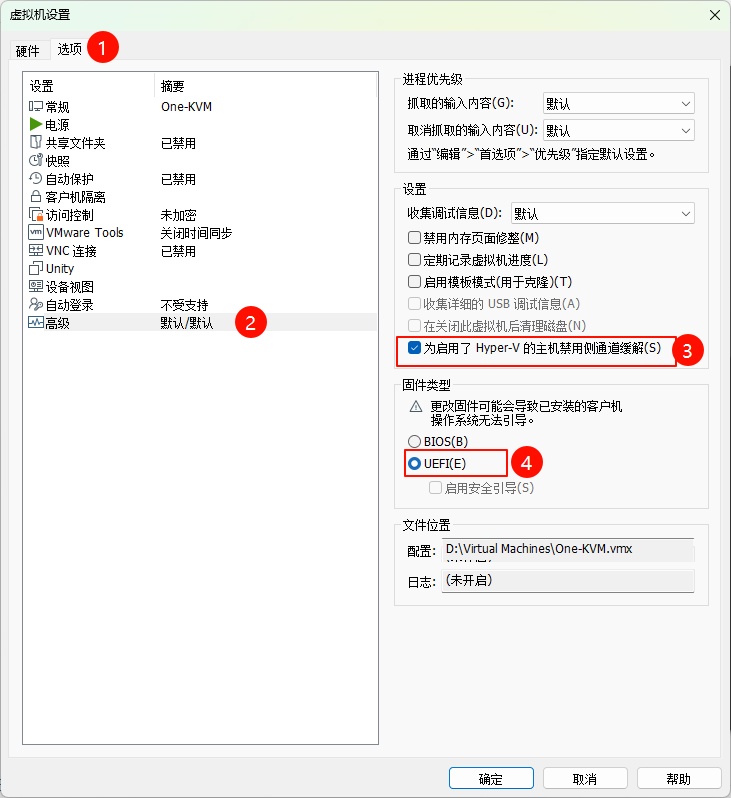 虚拟机设置
硬件 选项 1
设置 摘要
常规 One-KVM
电源
共享文件夹 已禁用
快照
自动保护 已禁用
客户机隔离
访问控制 未加密
VMware Tools 关闭时间同步
VNC 连接 已禁用
Unity
设备视图
自动登录 不受支持
高级 默认/默认 2
进程优先级
抓取的输入内容(G): 默认
取消抓取的输入内容(U): 默认
通过"编辑">"首选项">"优先级"指定默认设置。
设置
收集调试信息(D): 默认
禁用内存页面修整(M)
定期记录虚拟机进度(L)
启用模板模式(用于克隆)(T)
收集详细的 USB 调试信息(A)
在关闭此虚拟机后清理磁盘(N)
为启用了 Hyper-V 的主机禁用侧通道缓解(S) 3
固件类型
更改固件可能会导致已安装的客户机
操作系统无法引导。
BIOS(B)
UEFI(E) 4
启用安全引导(S)
文件位置
配置: D:\Virtual Machines\One-KVM.vmx
日志: (未开启)
确定 取消 帮助